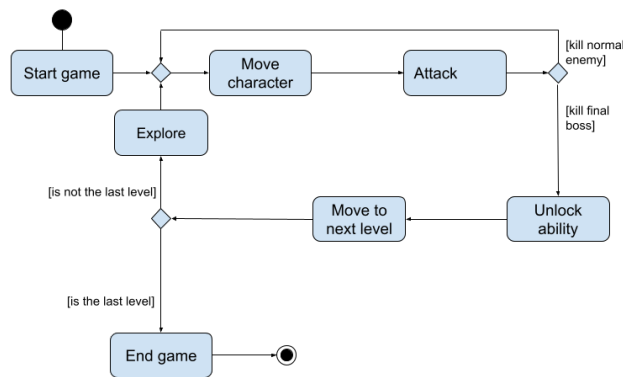 Start game
Move
character
Attack
[kill normal
enemy]
Explore
[kill final
boss]
[is not the last level]
Move to
next level
Unlock
ability
[is the last level]
End game